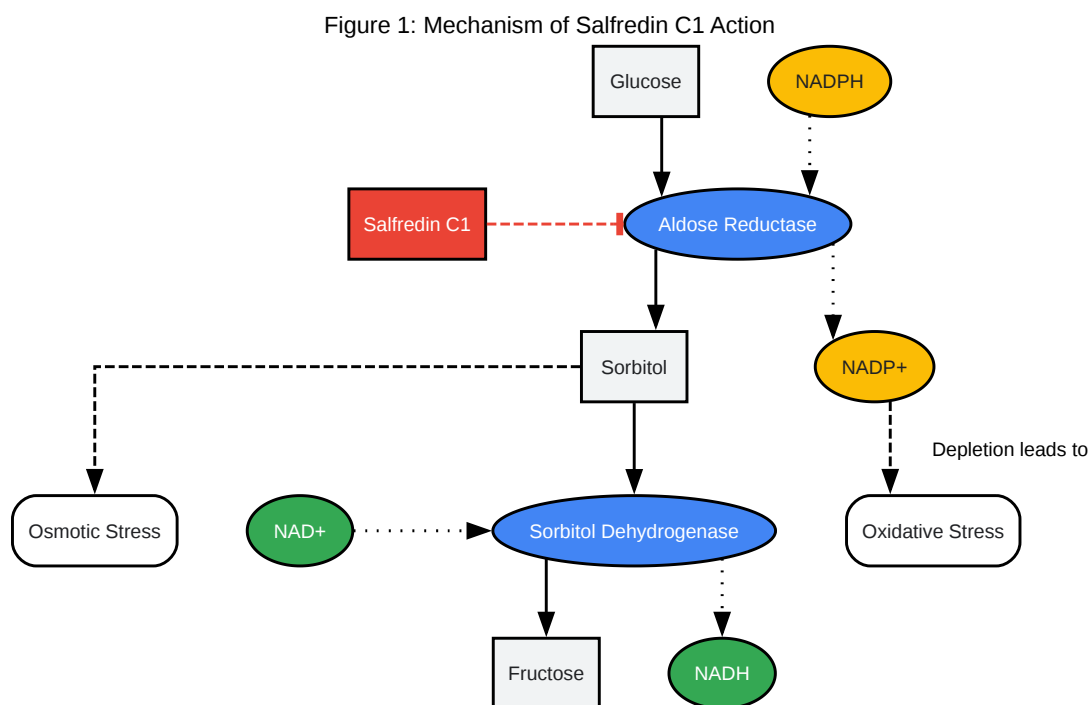 Figure 1: Mechanism of Salfredin C1 Action
Glucose
NADPH
Salfredin C1
Aldose Reductase
Sorbitol
NADP+
Depletion leads to
Osmotic Stress
NAD+
Sorbitol Dehydrogenase
Oxidative Stress
Fructose
NADH